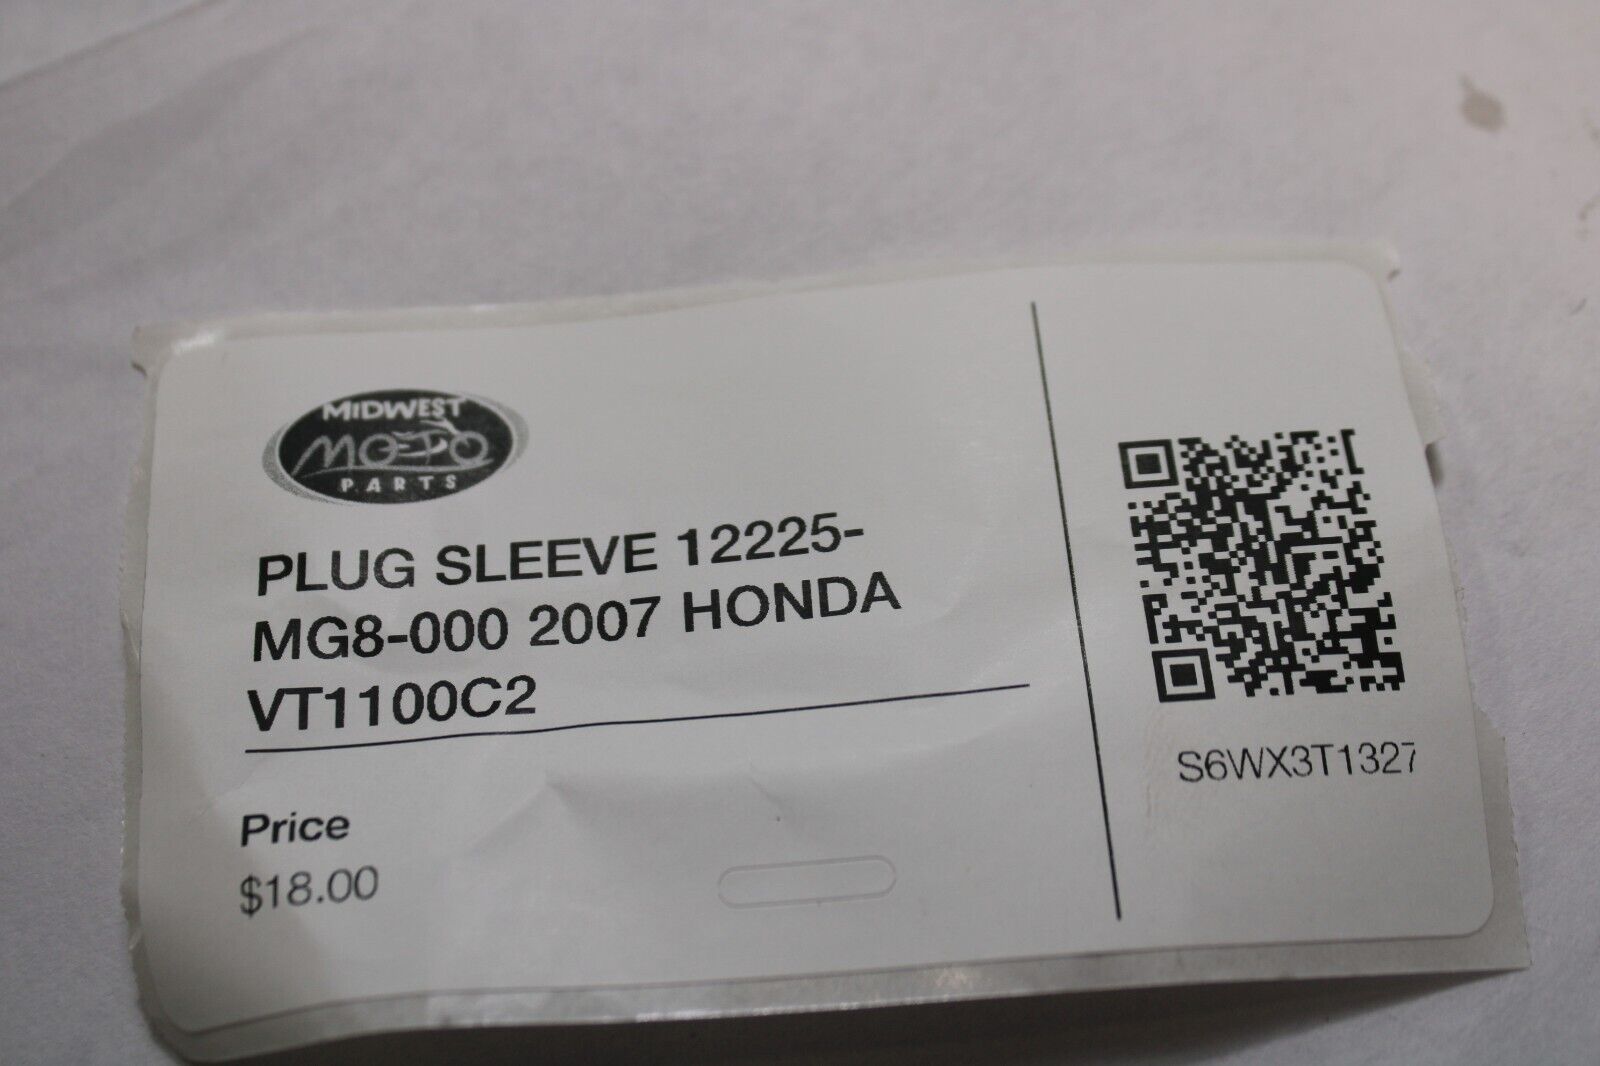 MIDWEST
MOTO
PARTS
PLUG SLEEVE 12225-
MG8-000 2007 HONDA
VT1100C2
Price
$18.00
S6WX3T1327